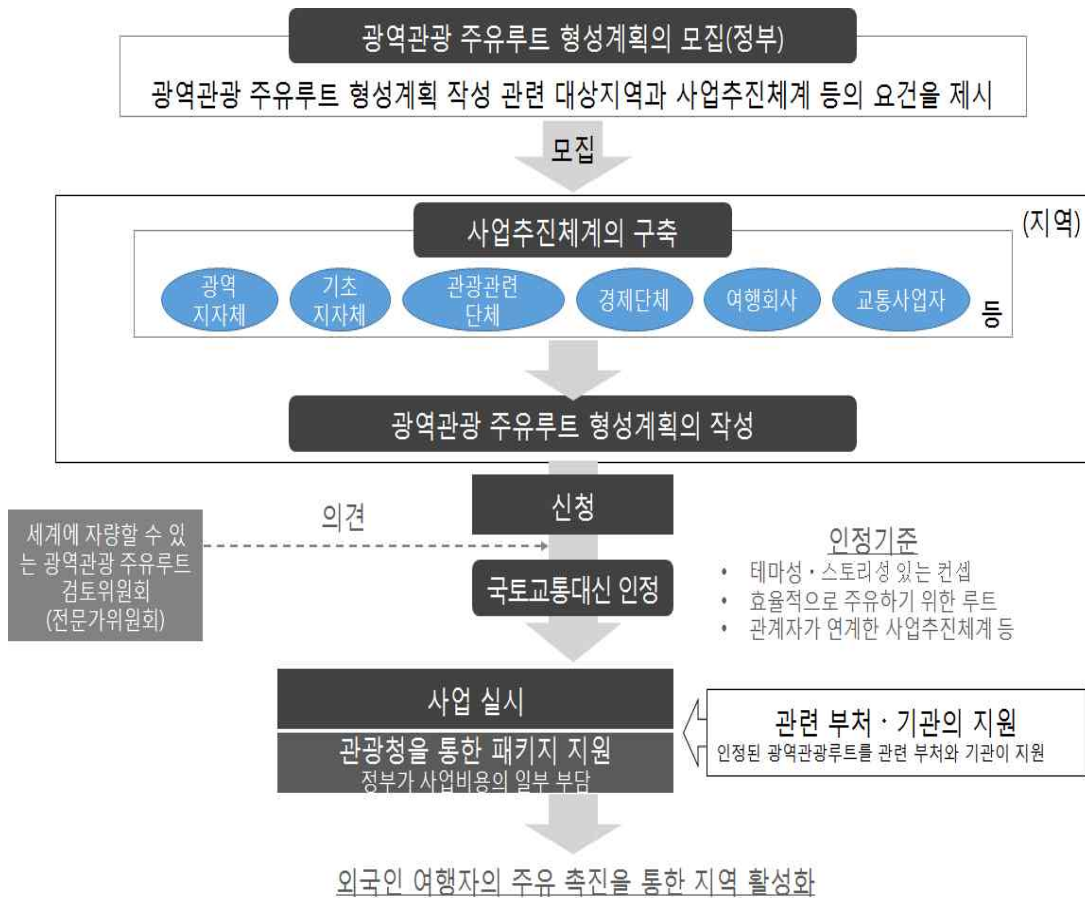 광역관광 주유루트 형성계획의 모집(정부)
광역관광 주유루트 형성계획 작성 관련 대상지역과 사업추진체계 등의 요건을 제시
모집
(지역)
사업추진체계의 구축
광역
지자체
기초
지자체
관광관련
단체
경제단체
여행회사
교통사업자
등
광역관광 주유루트 형성계획의 작성
신청
의견
세계에 자랑할 수 있
는 광역관광 주유루트
검토위원회
(전문가위원회)
국토교통대신 인정
인정기준
• 테마성・스토리성 있는 컨셉
• 효율적으로 주유하기 위한 루트
• 관계자가 연계한 사업추진체계 등
사업 실시
관광청을 통한 패키지 지원
정부가 사업비용의 일부 부담
관련 부처・기관의 지원
인정된 광역관광루트를 관련 부처와 기관이 지원
외국인 여행자의 주유 촉진을 통한 지역 활성화